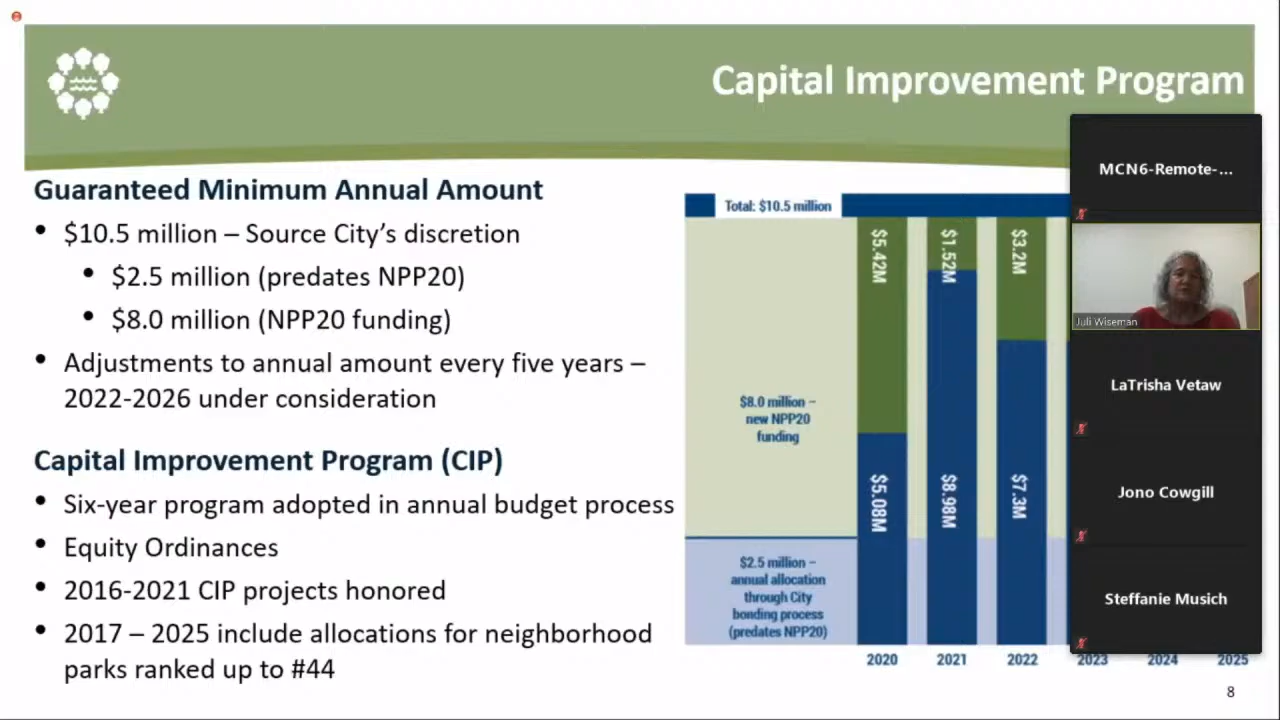 Capital Improvement Program
Guaranteed Minimum Annual Amount
• $10.5 million – Source City's discretion
• $2.5 million (predates NPP20)
• $8.0 million (NPP20 funding)
• Adjustments to annual amount every five years –
2022-2026 under consideration
Capital Improvement Program (CIP)
• Six-year program adopted in annual budget process
• Equity Ordinances
• 2016-2021 CIP projects honored
• 2017 – 2025 include allocations for neighborhood
parks ranked up to #44
Total: $10.5 million
$8.0 million –
new NPP20
funding
$2.5 million –
annual allocation
through City
bonding process
(predates NPP20)
$5.42M
$1.52M
$3.2M
$5.08M
$8.98M
$7.3M
2020 2021 2022 2023 2024 2025
MCN6-Remote-...
Juli Wiseman
LaTrisha Vetaw
Jono Cowgill
Steffanie Musich
8